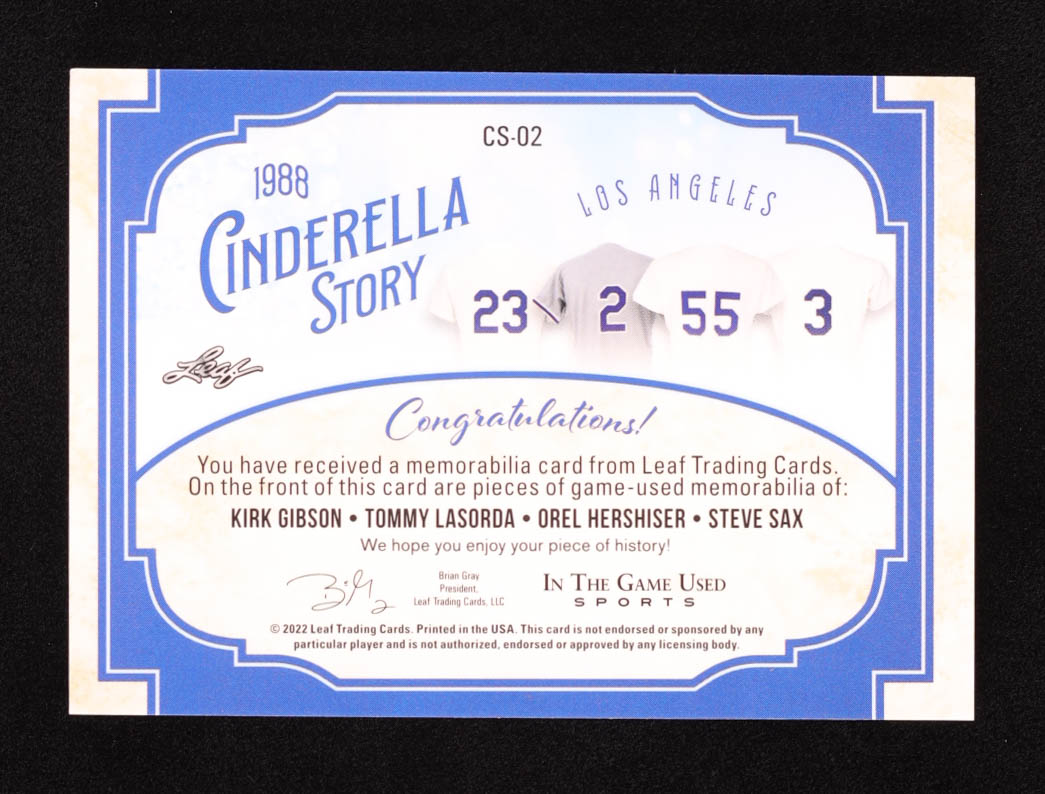 CS-02
1988
CINDERELLA
STORY
LOS ANGELES
23 2 55 3
Leaf
Congratulations!
You have received a memorabilia card from Leaf Trading Cards.
On the front of this card are pieces of game-used memorabilia of:
KIRK GIBSON • TOMMY LASORDA • OREL HERSHISER • STEVE SAX
We hope you enjoy your piece of history!
Brian Gray
President,
Leaf Trading Cards, LLC
IN THE GAME USED
SPORTS
© 2022 Leaf Trading Cards. Printed in the USA. This card is not endorsed or sponsored by any
particular player and is not authorized, endorsed or approved by any licensing body.